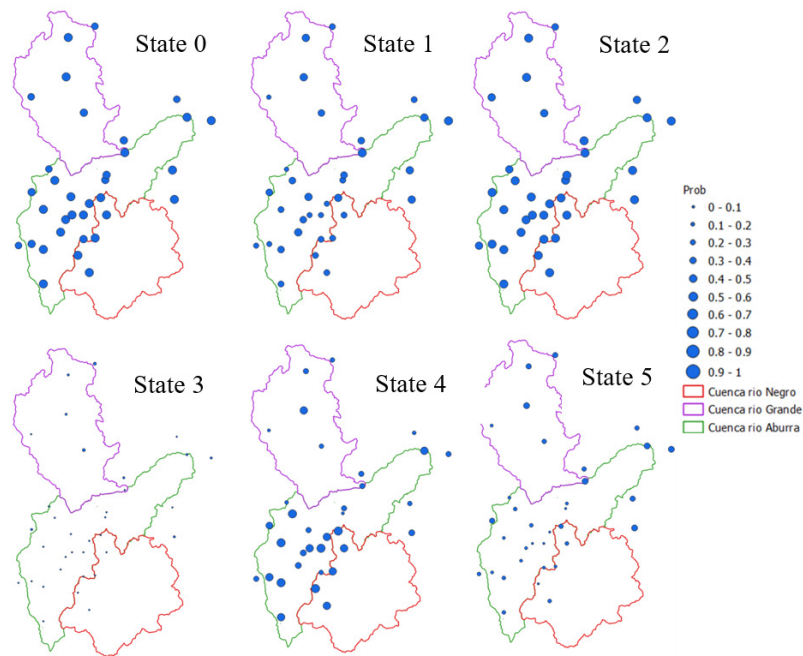 State 0
State 1
State 2
Prob
0 - 0.1
0.1 - 0.2
0.2 - 0.3
0.3 - 0.4
0.4 - 0.5
0.5 - 0.6
0.6 - 0.7
0.7 - 0.8
0.8 - 0.9
0.9 - 1
Cuenca rio Negro
Cuenca rio Grande
Cuenca rio Aburra
State 3
State 4
State 5